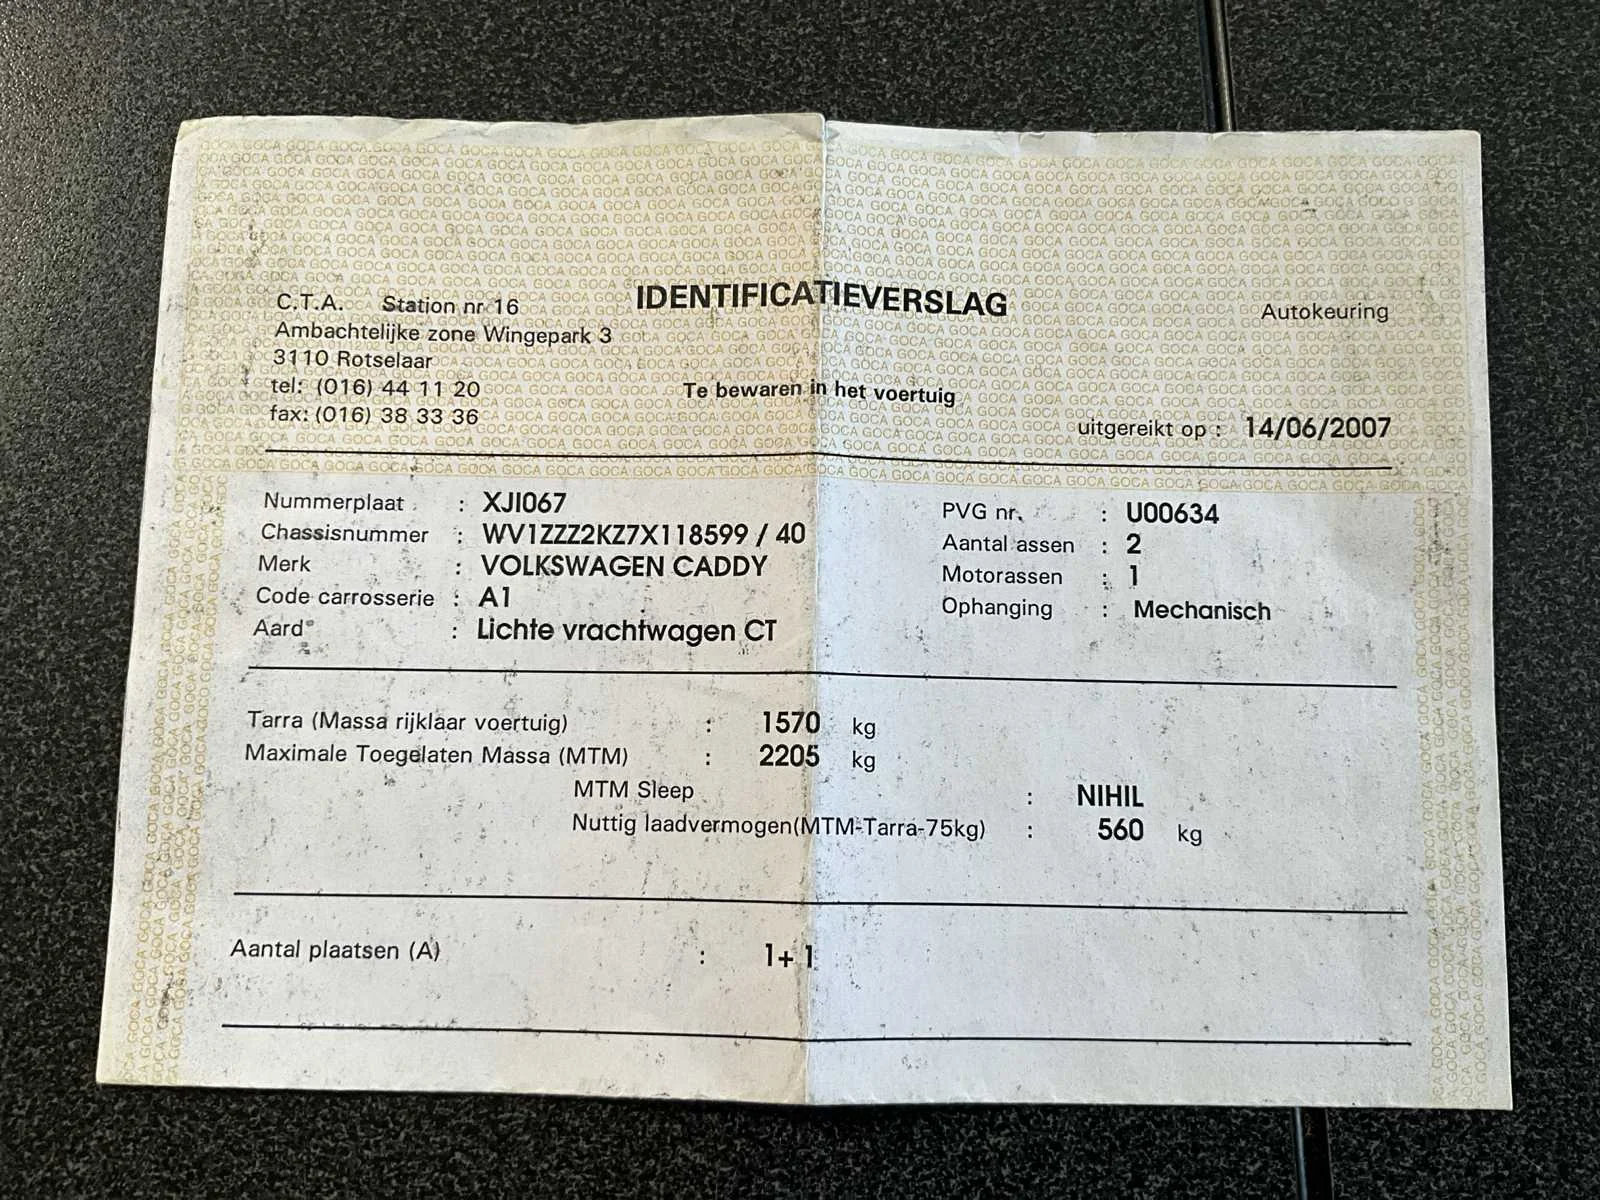 C.T.A. Station nr 16
IDENTIFICATIEVERSLAG
Autokeuring
Ambachtelijke zone Wingepark 3
3110 Rotselaar
tel: (016) 44 11 20
Te bewaren in het voertuig
fax: (016) 38 33 36
uitgereikt op : 14/06/2007
Nummerplaat : XJI067
Chassisnummer : WV1ZZZ2KZ7X118599 / 40
Merk : VOLKSWAGEN CADDY
Code carrosserie : A1
Aard : Lichte vrachtwagen CT
PVG nr. : U00634
Aantal assen : 2
Motorassen : 1
Ophanging : Mechanisch
Tarra (Massa rijklaar voertuig) : 1570 kg
Maximale Toegelaten Massa (MTM) : 2205 kg
MTM Sleep : NIHIL
Nuttig laadvermogen(MTM-Tarra-75kg) : 560 kg
Aantal plaatsen (A) : 1+1